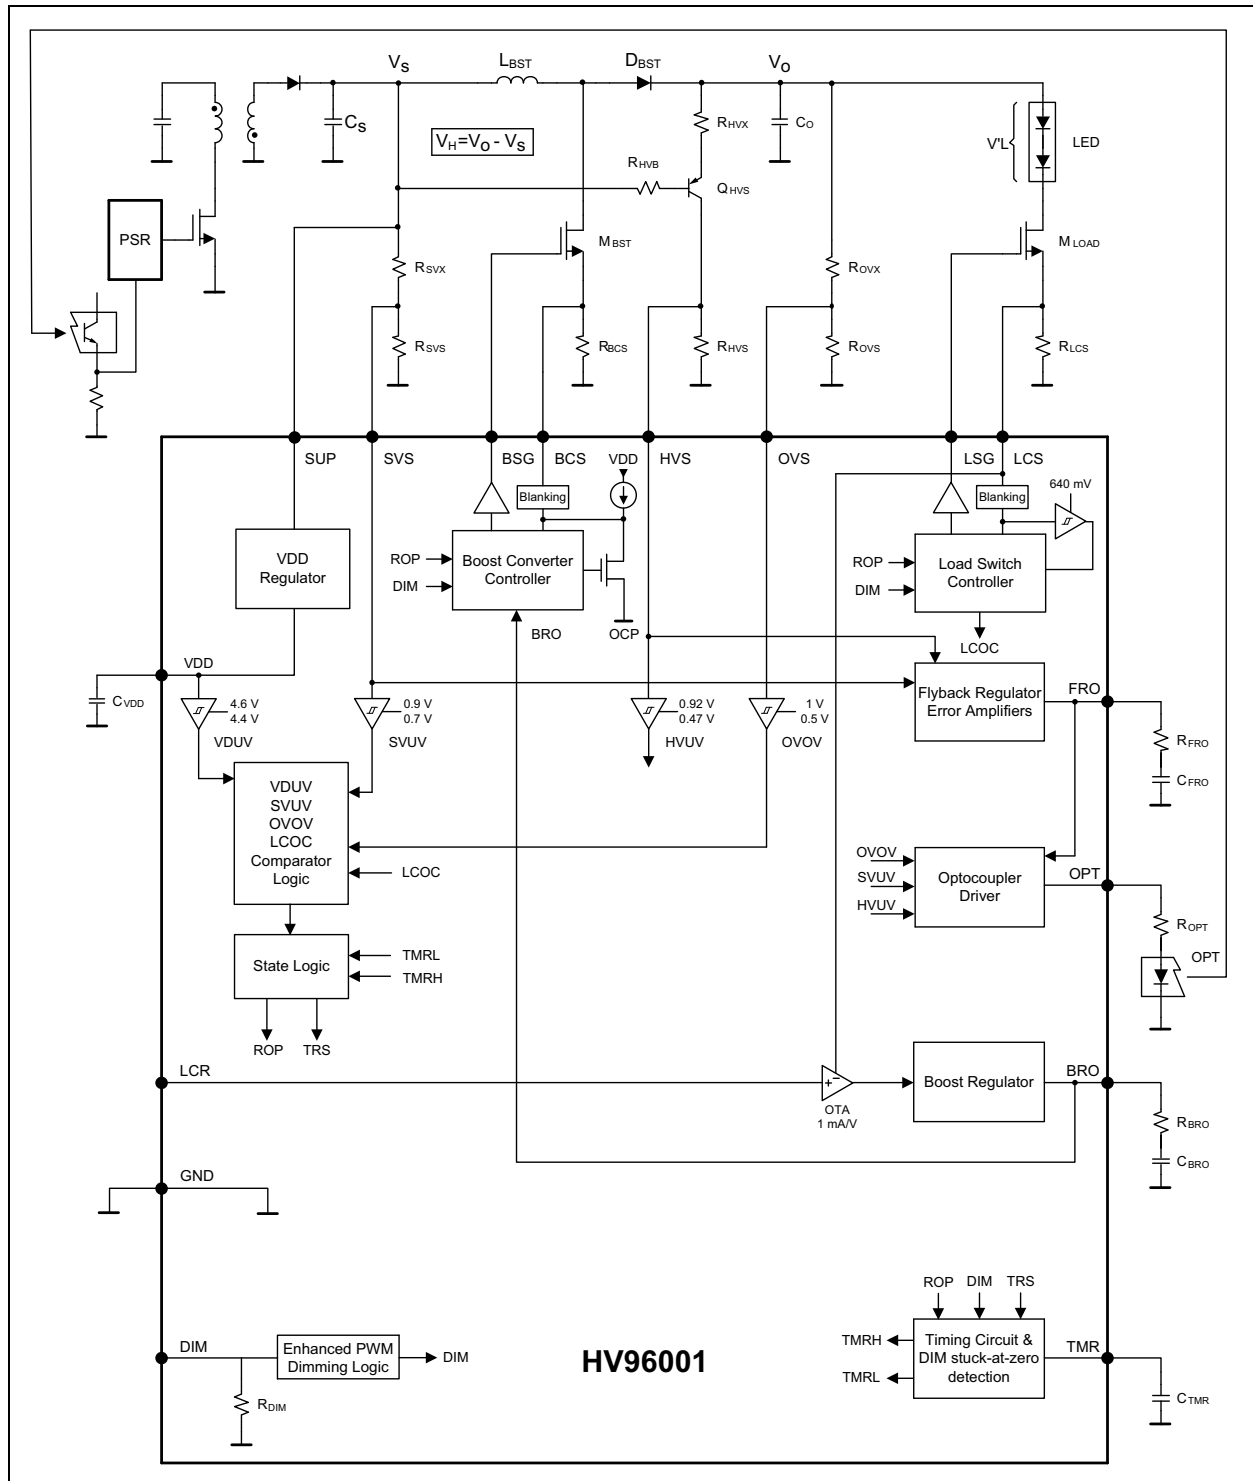 VS
LBST
DBST
VO
CS
VH=VO - VS
RHVX
CO
V'L
LED
RHVB
QHVS
PSR
MBST
MLOAD
RSVX
ROVX
RSVS
RBCS
RHVS
ROVS
RLCS
SUP
SVS
BSG
BCS
VDD
HVS
OVS
LSG
LCS
Blanking
Blanking
640 mV
VDD
Regulator
ROP
DIM
Boost Converter
Controller
ROP
DIM
Load Switch
Controller
BRO
OCP
LCOC
VDD
CVDD
4.6 V
4.4 V
VDUV
0.9 V
0.7 V
SVUV
0.92 V
0.47 V
HVUV
1 V
0.5 V
OVOV
Flyback Regulator
Error Amplifiers
FRO
RFRO
CFRO
VDUV
SVUV
OVOV
LCOC
Comparator
Logic
LCOC
OVOV
SVUV
HVUV
Optocoupler
Driver
OPT
ROPT
OPT
State Logic
TMRL
TMRH
ROP
TRS
LCR
OTA
1 mA/V
Boost Regulator
BRO
RBRO
CBRO
GND
ROP
DIM
TRS
DIM
Enhanced PWM
Dimming Logic
DIM
RDIM
HV96001
TMRH
TMRL
Timing Circuit &
DIM stuck-at-zero
detection
TMR
CTMR